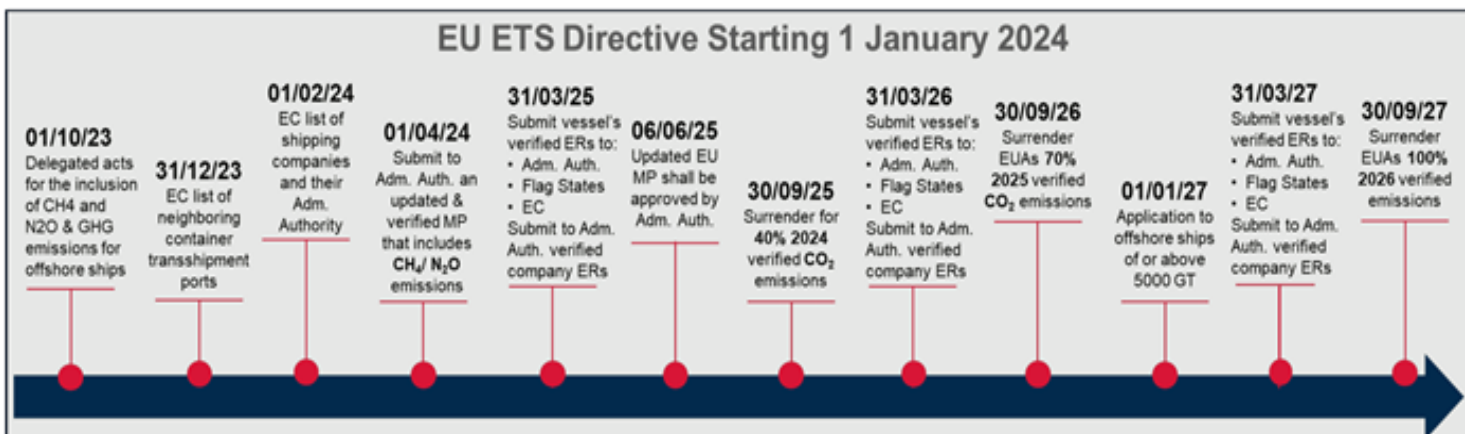 EU ETS Directive Starting 1 January 2024
01/10/23
Delegated acts
for the inclusion
of CH4 and
N2O & GHG
emissions for
offshore ships
31/12/23
EC list of
neighboring
container
transshipment
ports
01/02/24
EC list of
shipping
companies
and their
Adm.
Authority
01/04/24
Submit to
Adm. Auth. an
updated &
verified MP
that includes
CH₄/ N₂O
emissions
31/03/25
Submit vessel's
verified ERs to:
• Adm. Auth.
• Flag States
• EC
Submit to Adm.
Auth. verified
company ERs
06/06/25
Updated EU
MP shall be
approved by
Adm. Auth.
30/09/25
Surrender for
40% 2024
verified CO₂
emissions
31/03/26
Submit vessel's
verified ERs to:
• Adm. Auth.
• Flag States
• EC
Submit to Adm.
Auth. verified
company ERs
30/09/26
Surrender
EUAs 70%
2025 verified
CO₂ emissions
01/01/27
Application to
offshore ships
of or above
5000 GT
31/03/27
Submit vessel's
verified ERs to:
• Adm. Auth.
• Flag States
• EC
Submit to Adm.
Auth. verified
company ERs
30/09/27
Surrender
EUAs 100%
2026 verified
emissions